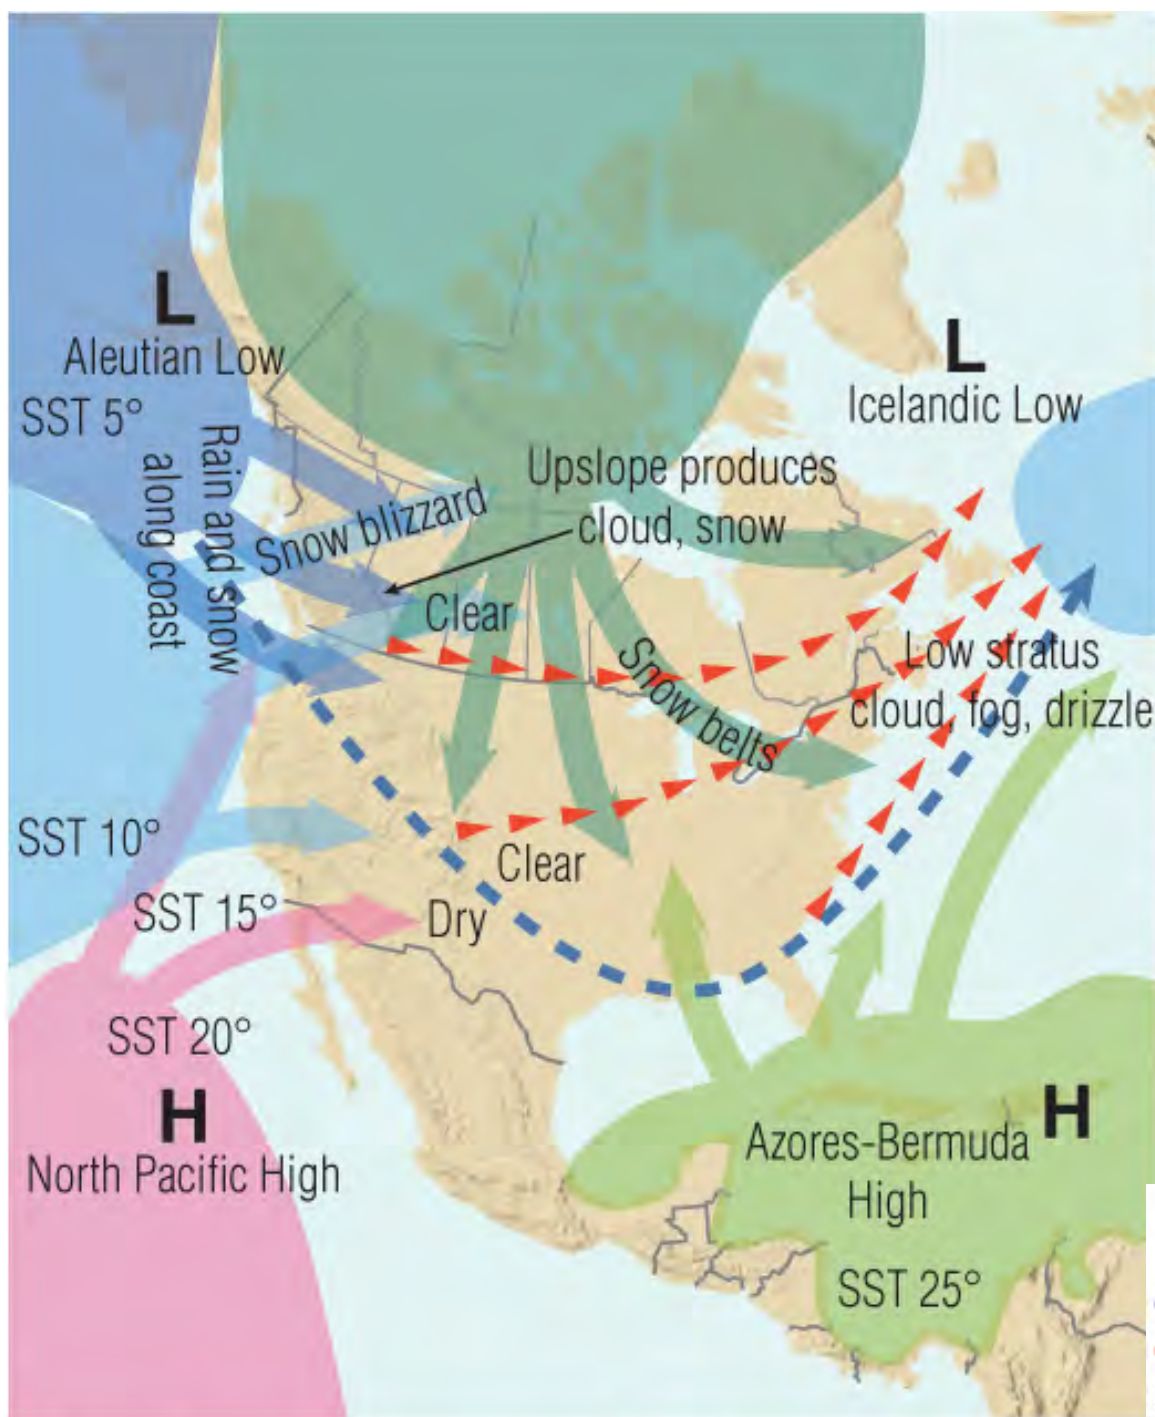 L
Aleutian Low
SST 5°
Rain and snow
along coast
Snow blizzard
Upslope produces
cloud, snow
L
Icelandic Low
Clear
Snow belts
Low stratus
cloud, fog, drizzle
SST 10°
Clear
SST 15°
Dry
SST 20°
H
North Pacific High
H
Azores-Bermuda
High
SST 25°